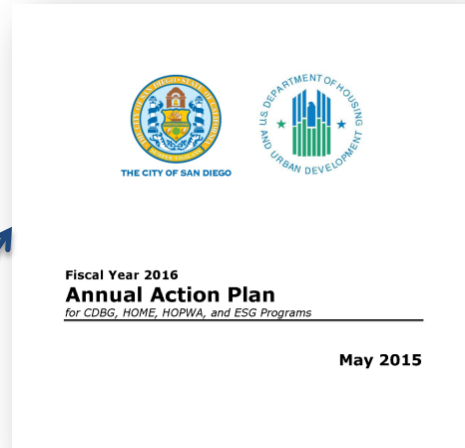 THE CITY OF SAN DIEGO
U.S. DEPARTMENT OF HOUSING
AND URBAN DEVELOPMENT
Fiscal Year 2016
Annual Action Plan
for CDBG, HOME, HOPWA, and ESG Programs
May 2015